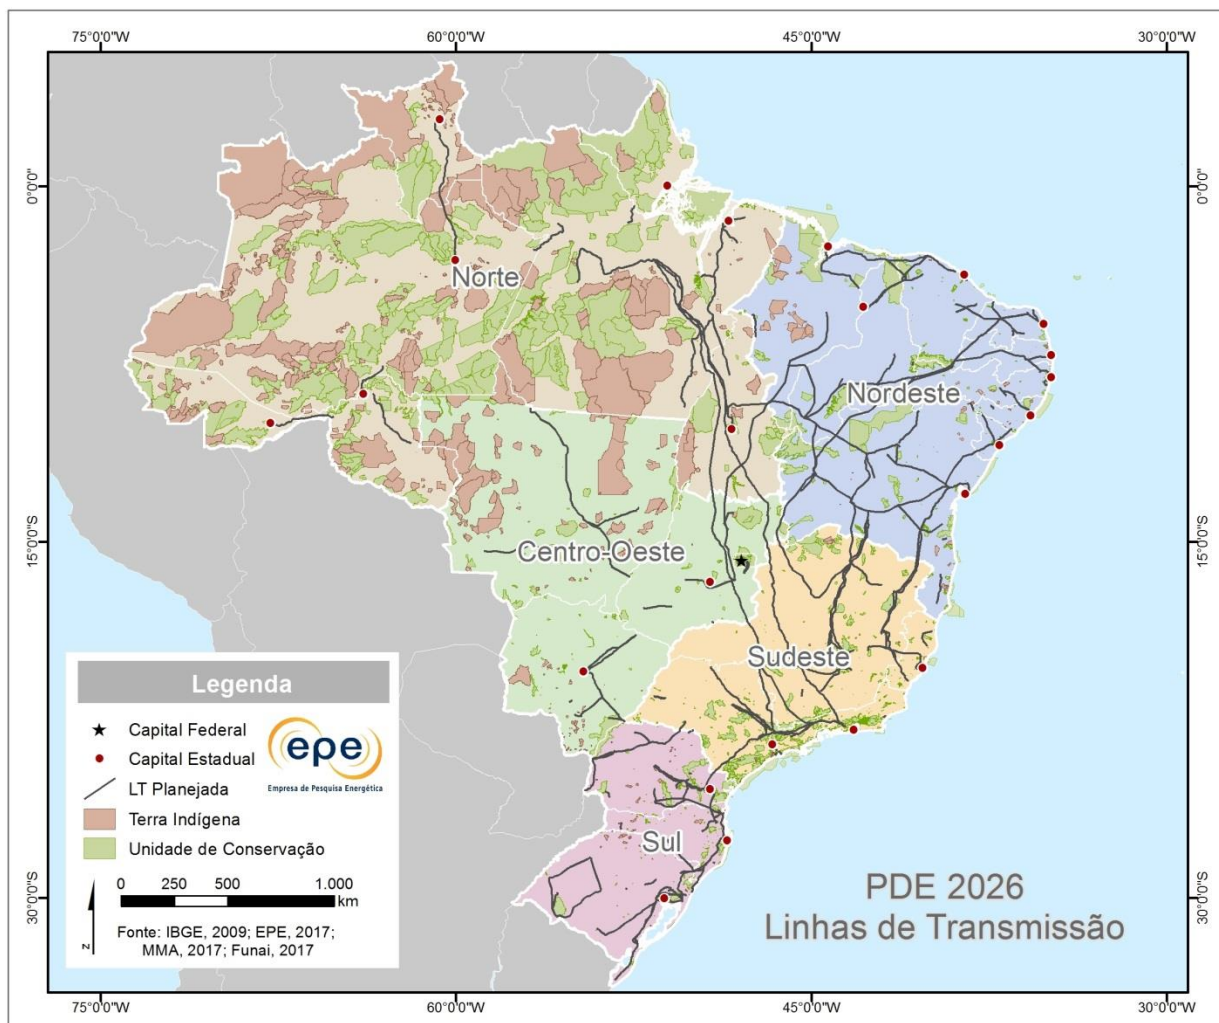 75°0'0"W 60°0'0"W 45°0'0"W 30°0'0"W
0°0'0" 0°0'0"
Norte
Nordeste
15°0'0"S 15°0'0"S
Centro-Oeste
Sudeste
Sul
30°0'0"S 30°0'0"S
Legenda
Capital Federal
Capital Estadual
LT Planejada
Terra Indígena
Unidade de Conservação
epe
Empresa de Pesquisa Energética
0 250 500 1.000
km
N
Fonte: IBGE, 2009; EPE, 2017;
MMA, 2017; Funai, 2017
PDE 2026
Linhas de Transmissão
75°0'0"W 60°0'0"W 45°0'0"W 30°0'0"W